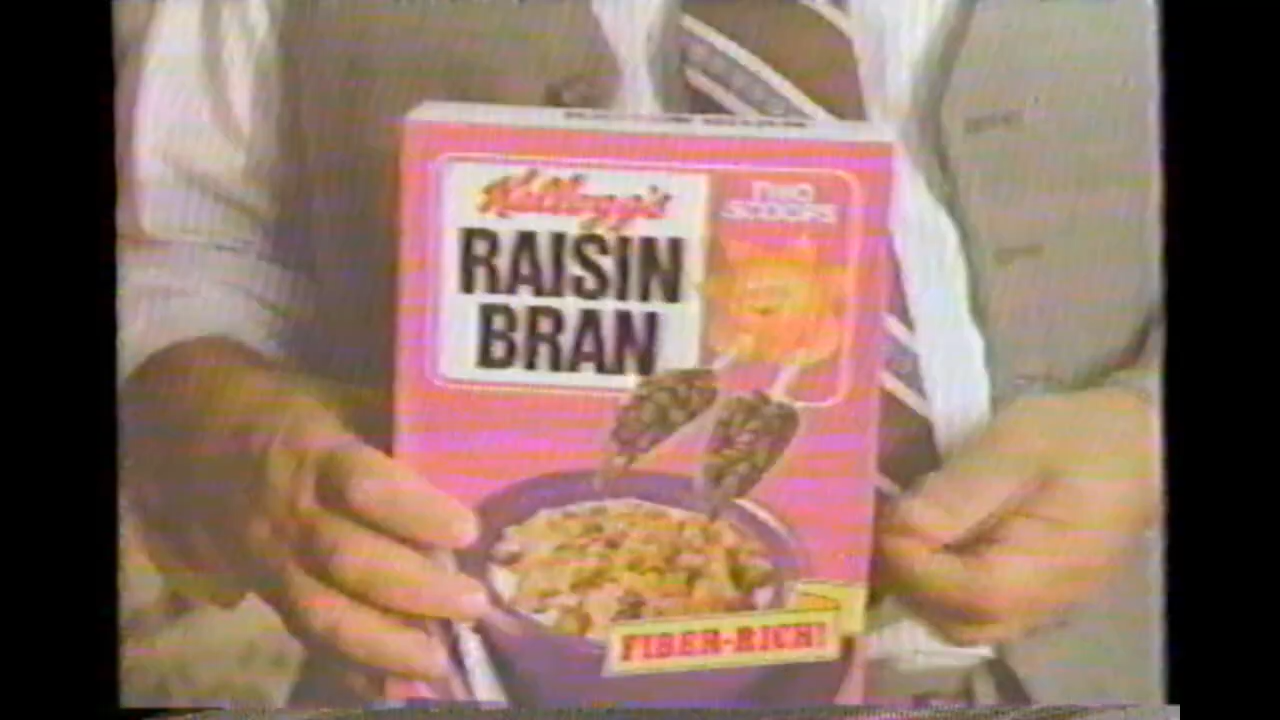 Kellogg's
RAISIN
BRAN
TWO
SCOOPS
FIBER-RICH!